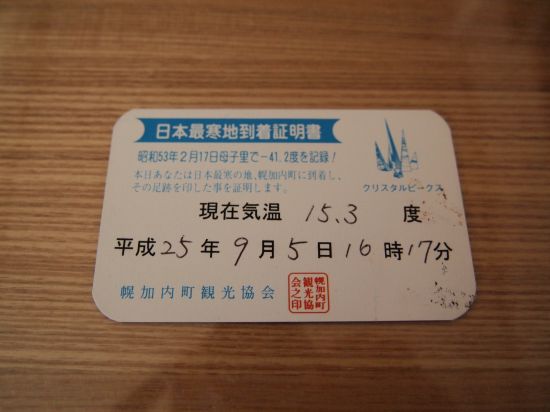 日本最寒地到着証明書
昭和53年2月17日母子里で-41.2度を記録!
本日あなたは日本最寒の地、幌加内町に到着し、
その足跡を印した事を証明します。
クリスタルピークス
現在気温 15.3 度
平成25年9月5日16時17分
幌加内町観光協会
幌加内町
観光協
会之印